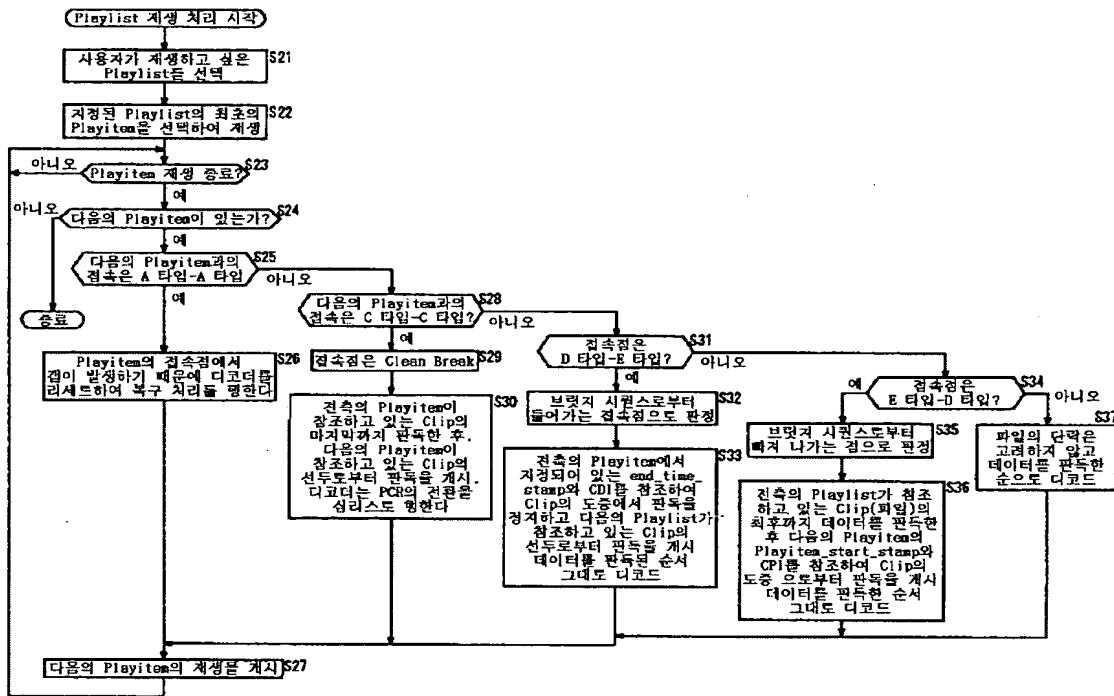 Playlist 재생 처리 시작
사용자가 재생하고 싶은
Playlist를 선택
S21
지정된 Playlist의 최초의
Playitem을 선택하여 재생
S22
아니오
Playitem 재생 종료?
S23
예
아니오
다음의 Playitem이 있는가?
S24
예
종료
다음의 Playitem과의
접속은 A 타입-A 타입
S25
아니오
예
Playitem의 접속점에서
갭이 발생하기 때문에 디코더를
리세트하여 복구 처리를 행한다
S26
다음의 Playitem과의
접속은 C 타입-C 타입?
S28
아니오
예
접속점은 Clean Break
S29
전측의 Playitem이
참조하고 있는 Clip의
마지막까지 판독한 후,
다음의 Playitem이
참조하고 있는 Clip의
선두로부터 판독을 개시.
디코더는 PCR의 전환을
심리스로 행한다
S30
접속점은
D 타입-E 타입?
S31
아니오
예
브릿지 시퀀스로부터
들어가는 접속점으로 판정
S32
전측의 Playitem에서
지정되어 있는 end_time_
stamp와 CDI를 참조하여
Clip의 도중에서 판독을
정지하고 다음의 Playlist가
참조하고 있는 Clip의
선두로부터 판독을 개시
데이터를 판독된 순서
그대로 디코드
S33
접속점은
E 타입-D 타입?
S34
예
아니오
브릿지 시퀀스로부터
빠져 나가는 점으로 판정
S35
전측의 Playlist가 참조
하고 있는 Clip(파일)의
최후까지 데이터를 판독한
후 다음의 Playitem의
Playitem_start_stamp와
CPI를 참조하여 Clip의
도중 으로부터 판독을 개시
데이터를 판독한 순서
그대로 디코드
S36
파일의 단락은
고려하지 않고
데이터를 판독한
순으로 디코드
S37
다음의 Playitem의 재생을 개시
S27